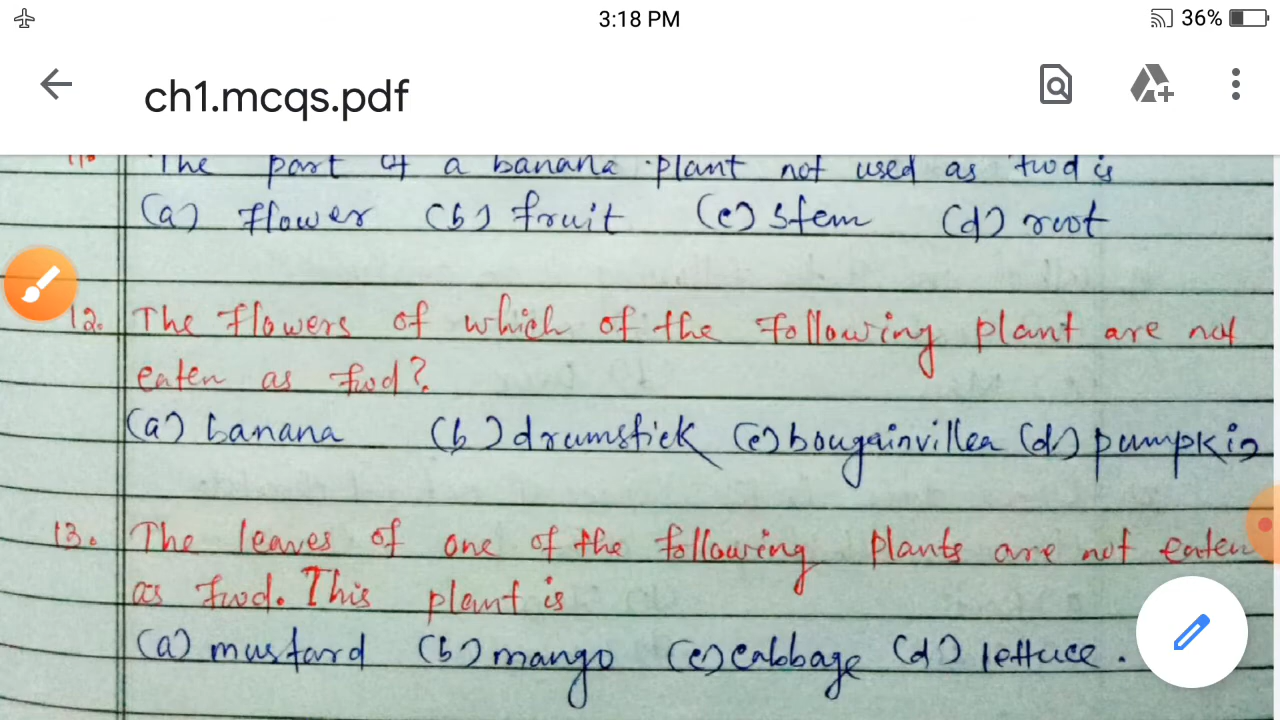 3:18 PM
36%
ch1.mcqs.pdf
11. The part of a banana plant not used as food is
(a) flower (b) fruit (c) stem (d) root
12. The flowers of which of the following plant are not
eaten as food?
(a) banana (b) drumstick (c) bougainvillea (d) pumpkin
13. The leaves of one of the following plants are not eaten
as food. This plant is
(a) mustard (b) mango (c) cabbage (d) lettuce.